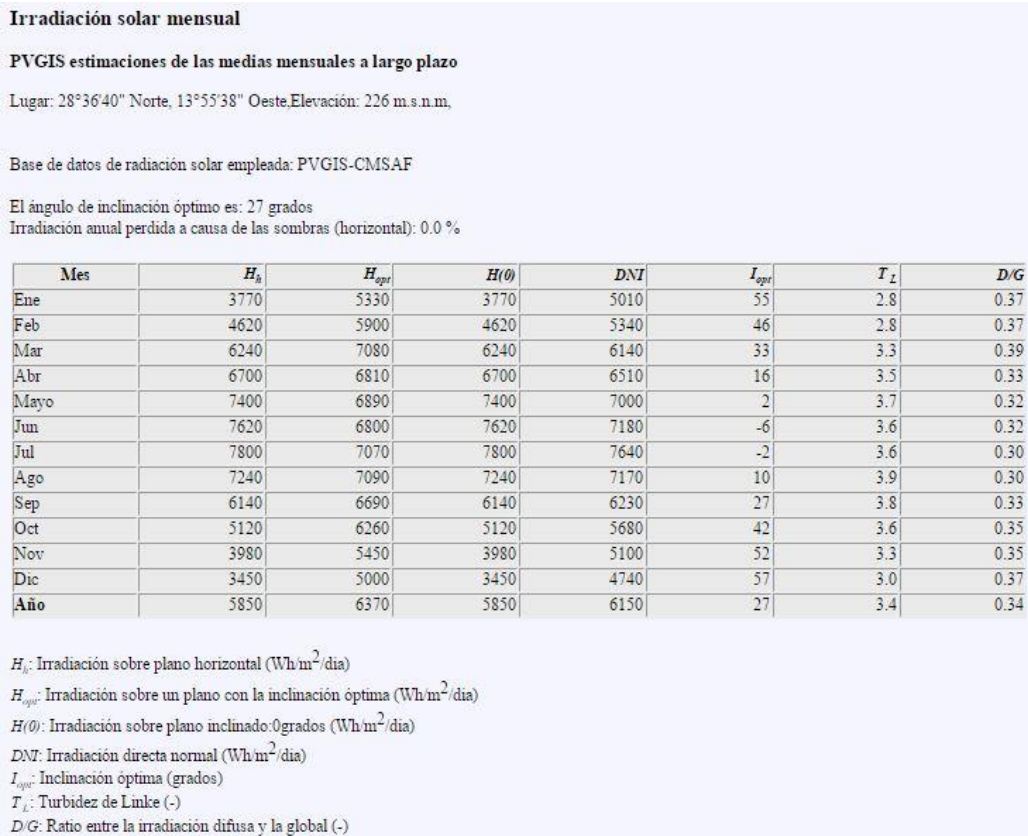 Irradiación solar mensual
PVGIS estimaciones de las medias mensuales a largo plazo
Lugar: 28°36'40" Norte, 13°55'38" Oeste,Elevación: 226 m.s.n.m,
Base de datos de radiación solar empleada: PVGIS-CMSAF
El ángulo de inclinación óptimo es: 27 grados
Irradiación anual perdida a causa de las sombras (horizontal): 0.0 %
Mes H_h H_opt H(0) DNI I_opt T_L D/G
Ene 3770 5330 3770 5010 55 2.8 0.37
Feb 4620 5900 4620 5340 46 2.8 0.37
Mar 6240 7080 6240 6140 33 3.3 0.39
Abr 6700 6810 6700 6510 16 3.5 0.33
Mayo 7400 6890 7400 7000 2 3.7 0.32
Jun 7620 6800 7620 7180 -6 3.6 0.32
Jul 7800 7070 7800 7640 -2 3.6 0.30
Ago 7240 7090 7240 7170 10 3.9 0.30
Sep 6140 6690 6140 6230 27 3.8 0.33
Oct 5120 6260 5120 5680 42 3.6 0.35
Nov 3980 5450 3980 5100 52 3.3 0.35
Dic 3450 5000 3450 4740 57 3.0 0.37
Año 5850 6370 5850 6150 27 3.4 0.34
H_h: Irradiación sobre plano horizontal (Wh/m²/dia)
H_opt: Irradiación sobre un plano con la inclinación óptima (Wh/m²/dia)
H(0): Irradiación sobre plano inclinado:0grados (Wh/m²/dia)
DNI: Irradiación directa normal (Wh/m²/dia)
I_opt: Inclinación óptima (grados)
T_L: Turbidez de Linke (-)
D/G: Ratio entre la irradiación difusa y la global (-)